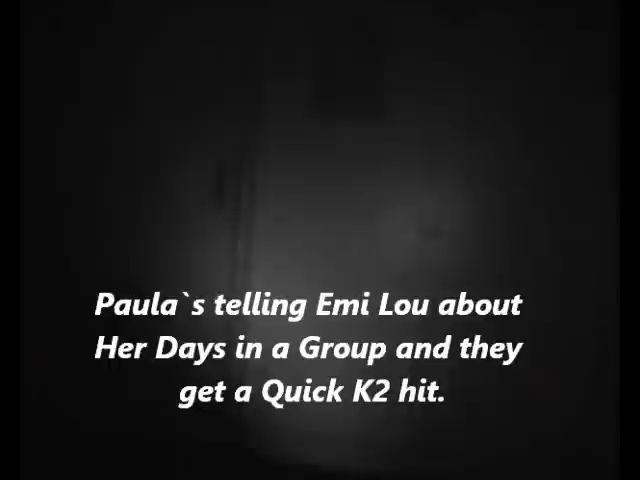 Paula`s telling Emi Lou about
Her Days in a Group and they
get a Quick K2 hit.